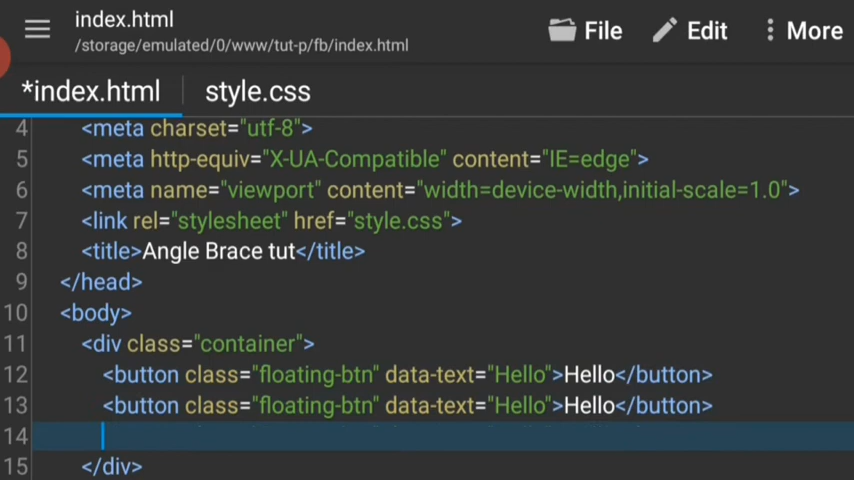 index.html
/storage/emulated/0/www/tut-p/fb/index.html
File Edit More
*index.html style.css
4 <meta charset="utf-8">
5 <meta http-equiv="X-UA-Compatible" content="IE=edge">
6 <meta name="viewport" content="width=device-width,initial-scale=1.0">
7 <link rel="stylesheet" href="style.css">
8 <title>Angle Brace tut</title>
9 </head>
10 <body>
11 <div class="container">
12 <button class="floating-btn" data-text="Hello">Hello</button>
13 <button class="floating-btn" data-text="Hello">Hello</button>
14
15 </div>